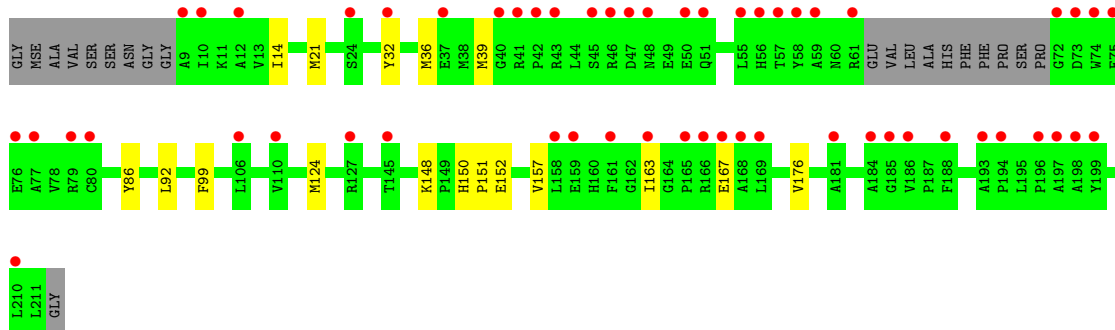 GLY MSE ALA VAL SER SER ASN GLY GLY A9 I10 K11 A12 V13 I14 M21 S24 Y32 M36 E37 M38 M39 G40 R41 P42 R43 L44 S45 R46 D47 N48 E49 E50 Q51 L55 H56 T57 Y58 A59 N60 R61 GLU VAL LEU ALA HIS PHE PHE PRO SER PRO G72 D73 W74 E75
E76 A77 V78 R79 C80 Y86 L92 F99 L106 V110 M124 R127 T145 K148 P149 H150 P151 E152 V157 L158 E159 H160 F161 G162 I163 G164 P165 R166 E167 A168 L169 V176 A181 A184 G185 V186 P187 F188 A193 P194 L195 P196 A197 A198 Y199
L210 L211 GLY